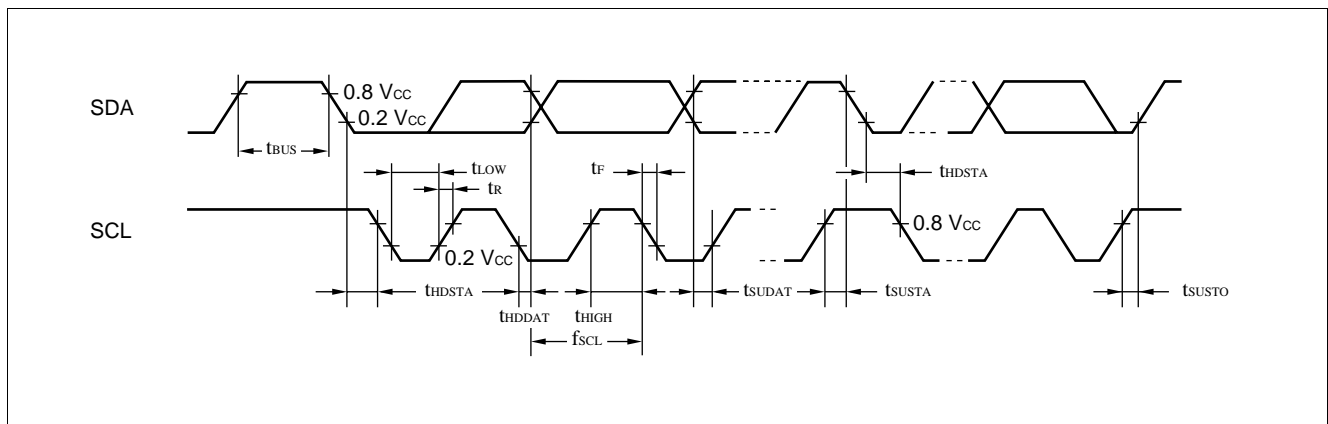 SDA
0.8 VCC
0.2 VCC
tBUS
tLOW
tR
tF
tHDSTA
SCL
0.2 VCC
0.8 VCC
tHDSTA
tHDDAT
tHIGH
fSCL
tSUDAT
tSUSTA
tSUSTO